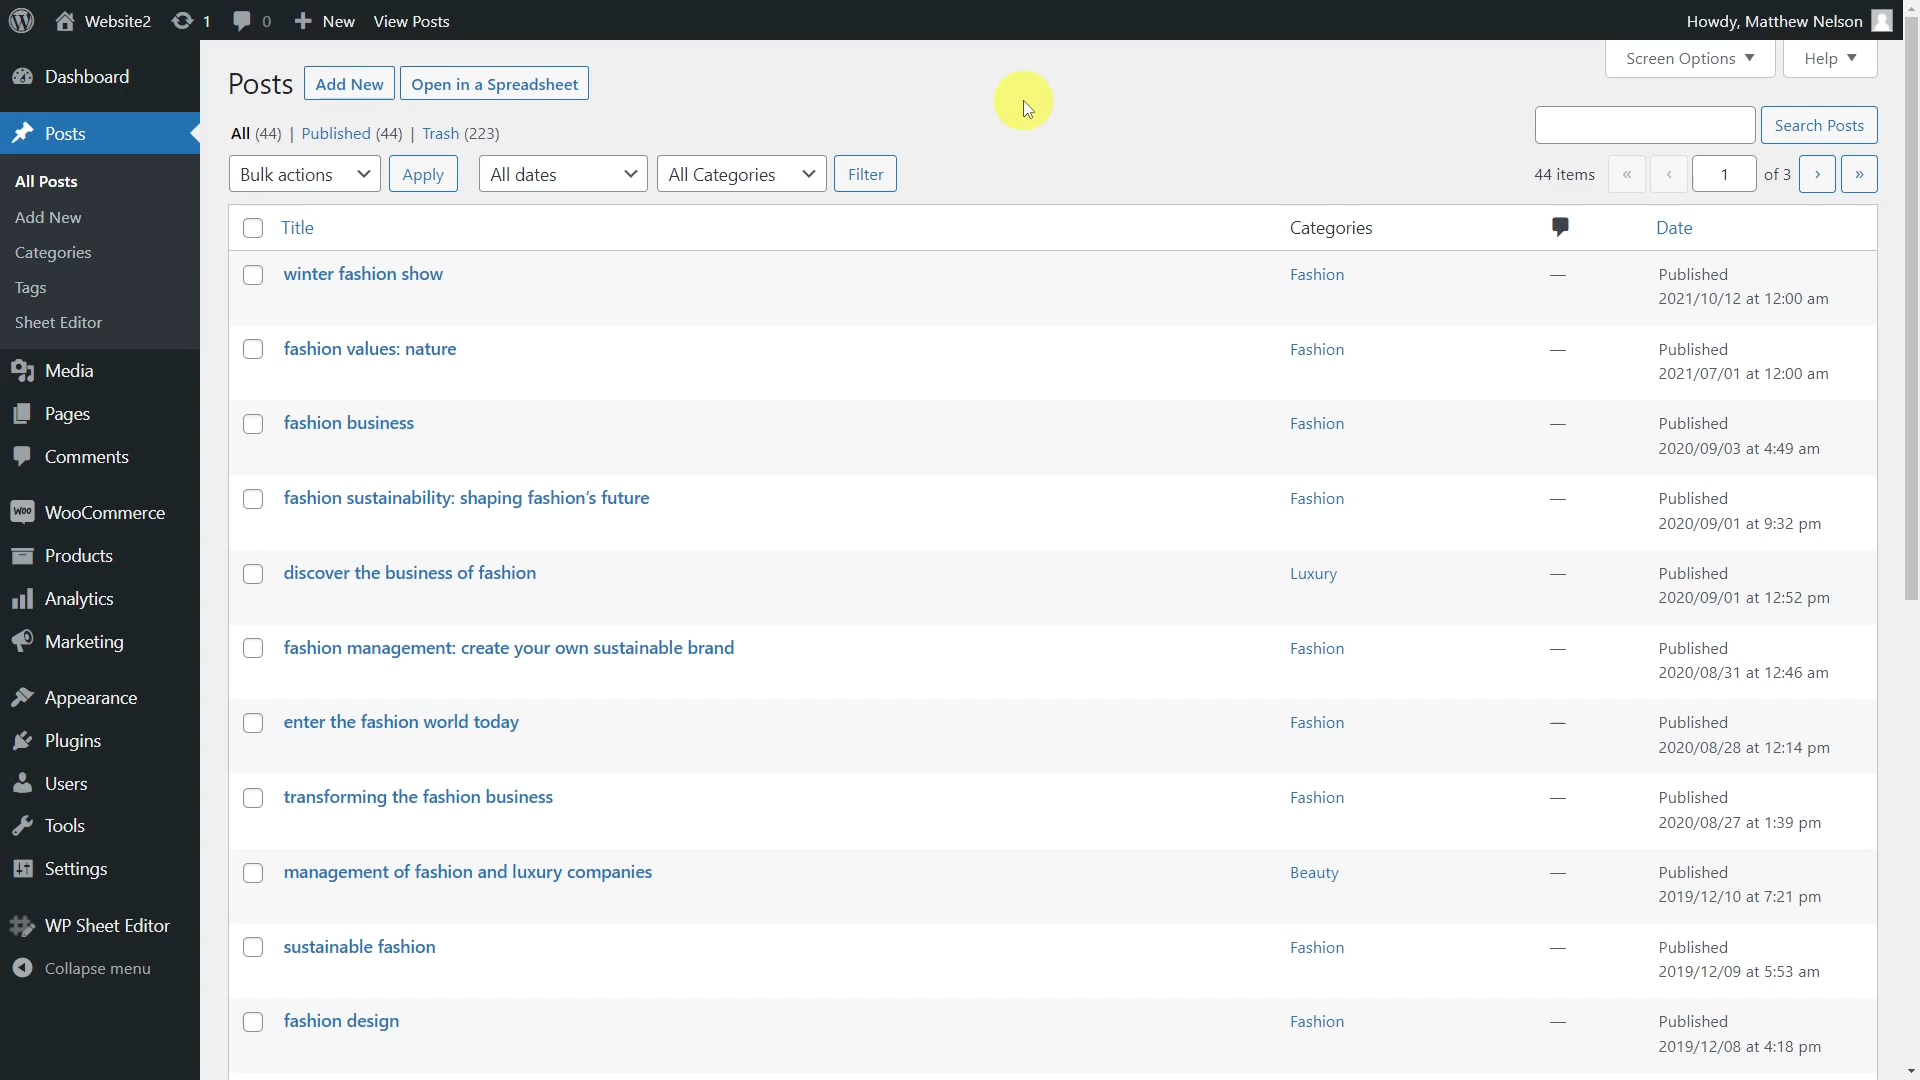 Website2 1 0 New View Posts Howdy, Matthew Nelson
Screen Options Help
Dashboard
Posts
All Posts
Add New
Categories
Tags
Sheet Editor
Media
Pages
Comments
WooCommerce
Products
Analytics
Marketing
Appearance
Plugins
Users
Tools
Settings
WP Sheet Editor
Collapse menu
Posts Add New Open in a Spreadsheet
All (44) | Published (44) | Trash (223)
Search Posts
Bulk actions Apply All dates All Categories Filter
44 items « ‹ 1 of 3 › »
Title Categories Date
winter fashion show Fashion — Published
2021/10/12 at 12:00 am
fashion values: nature Fashion — Published
2021/07/01 at 12:00 am
fashion business Fashion — Published
2020/09/03 at 4:49 am
fashion sustainability: shaping fashion's future Fashion — Published
2020/09/01 at 9:32 pm
discover the business of fashion Luxury — Published
2020/09/01 at 12:52 pm
fashion management: create your own sustainable brand Fashion — Published
2020/08/31 at 12:46 am
enter the fashion world today Fashion — Published
2020/08/28 at 12:14 pm
transforming the fashion business Fashion — Published
2020/08/27 at 1:39 pm
management of fashion and luxury companies Beauty — Published
2019/12/10 at 7:21 pm
sustainable fashion Fashion — Published
2019/12/09 at 5:53 am
fashion design Fashion — Published
2019/12/08 at 4:18 pm